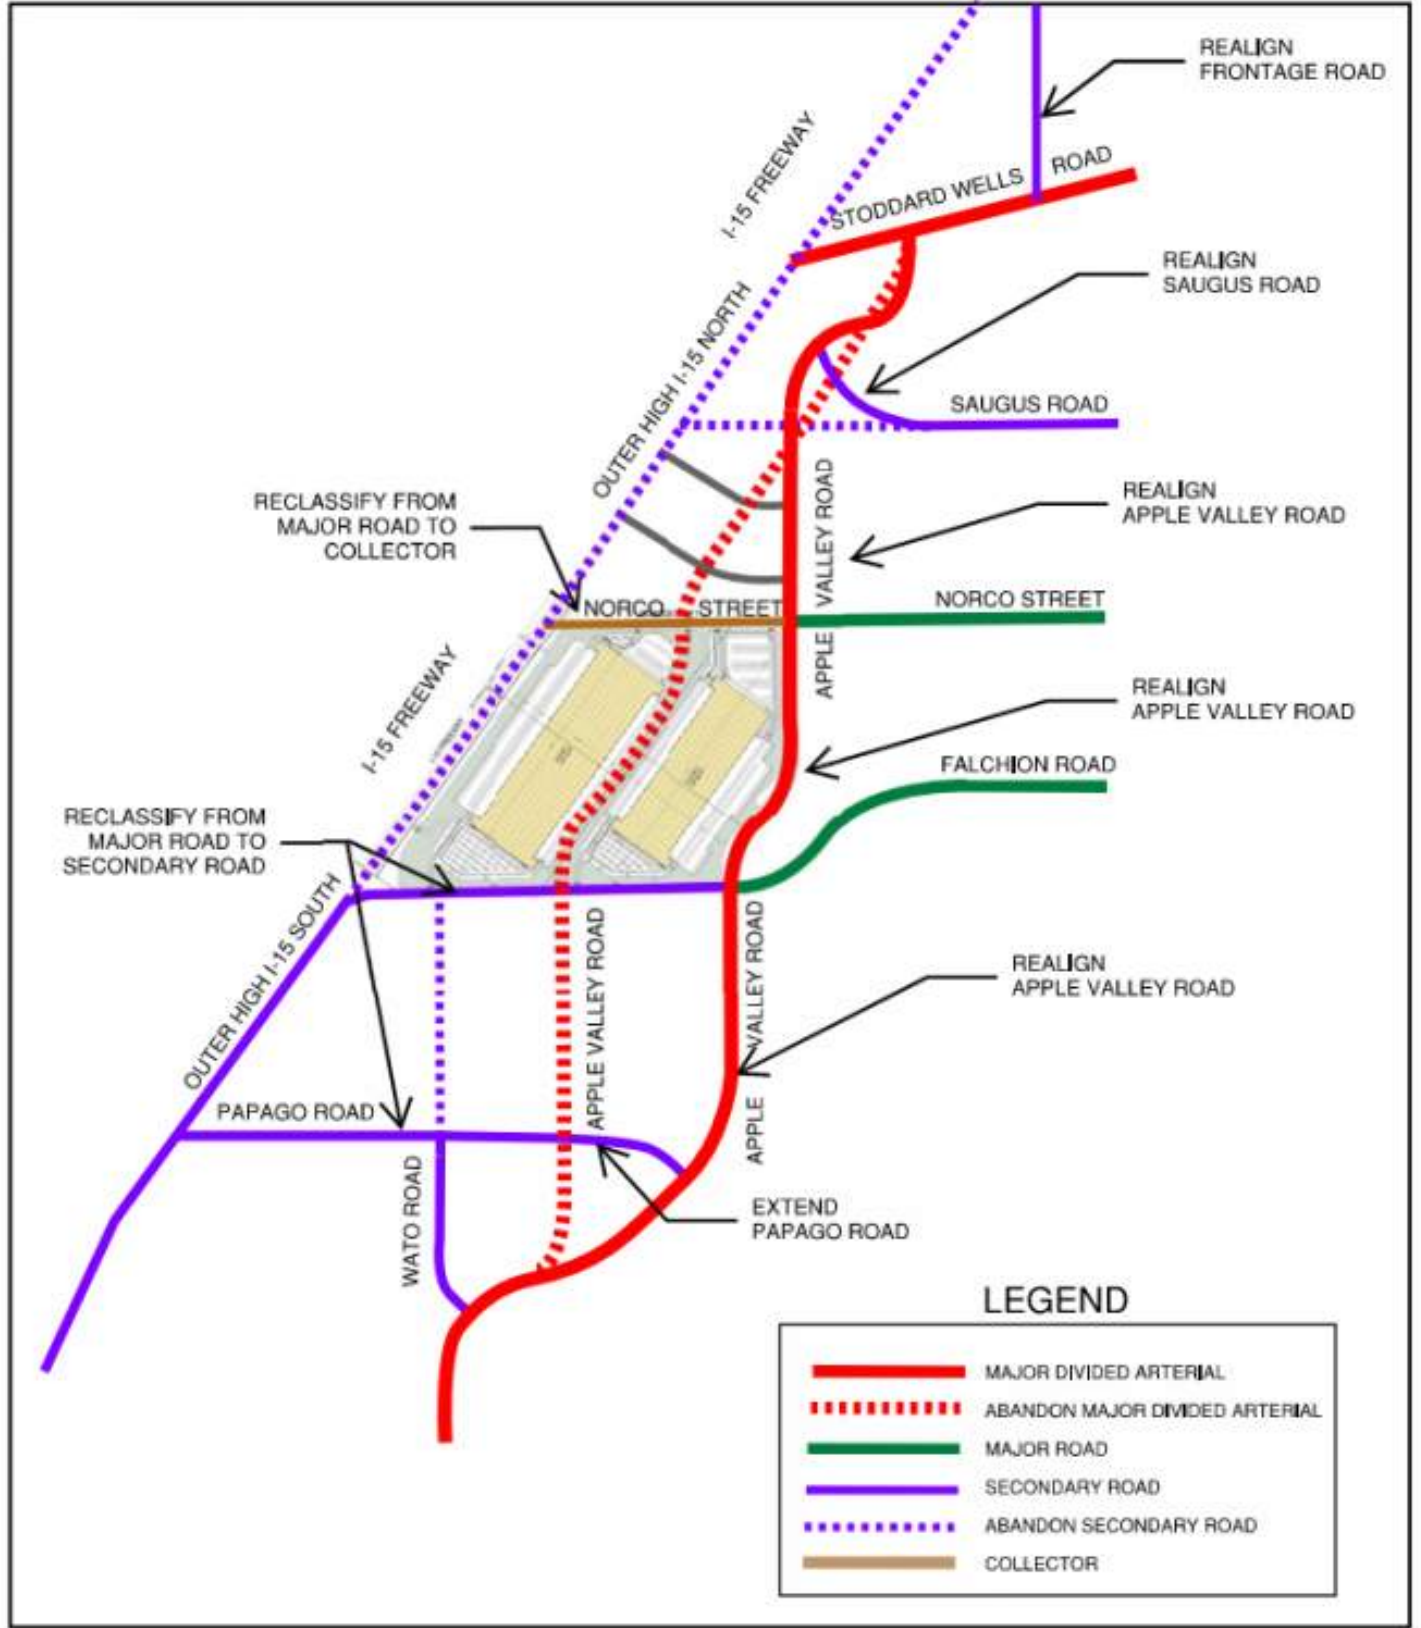 REALIGN
FRONTAGE ROAD
I-15 FREEWAY
STODDARD WELLS ROAD
REALIGN
SAUGUS ROAD
OUTER HIGH I-15 NORTH
SAUGUS ROAD
RECLASSIFY FROM
MAJOR ROAD TO
COLLECTOR
REALIGN
APPLE VALLEY ROAD
APPLE VALLEY ROAD
NORCO STREET
NORCO STREET
I-15 FREEWAY
REALIGN
APPLE VALLEY ROAD
FALCHION ROAD
RECLASSIFY FROM
MAJOR ROAD TO
SECONDARY ROAD
OUTER HIGH I-15 SOUTH
APPLE VALLEY ROAD
APPLE VALLEY ROAD
REALIGN
APPLE VALLEY ROAD
PAPAGO ROAD
WATO ROAD
EXTEND
PAPAGO ROAD
LEGEND
MAJOR DIVIDED ARTERIAL
ABANDON MAJOR DIVIDED ARTERIAL
MAJOR ROAD
SECONDARY ROAD
ABANDON SECONDARY ROAD
COLLECTOR